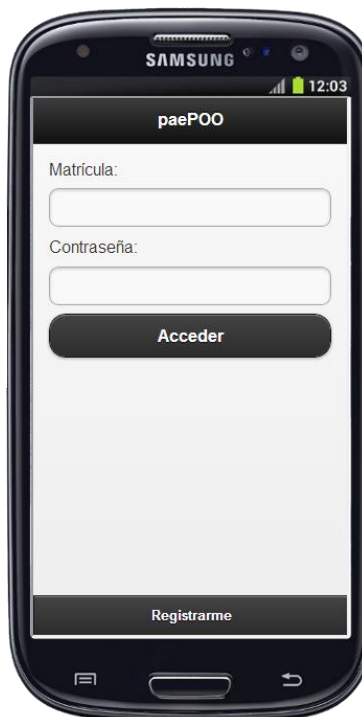 SAMSUNG
12:03
paePOO
Matrícula:
Contraseña:
Acceder
Registrarme